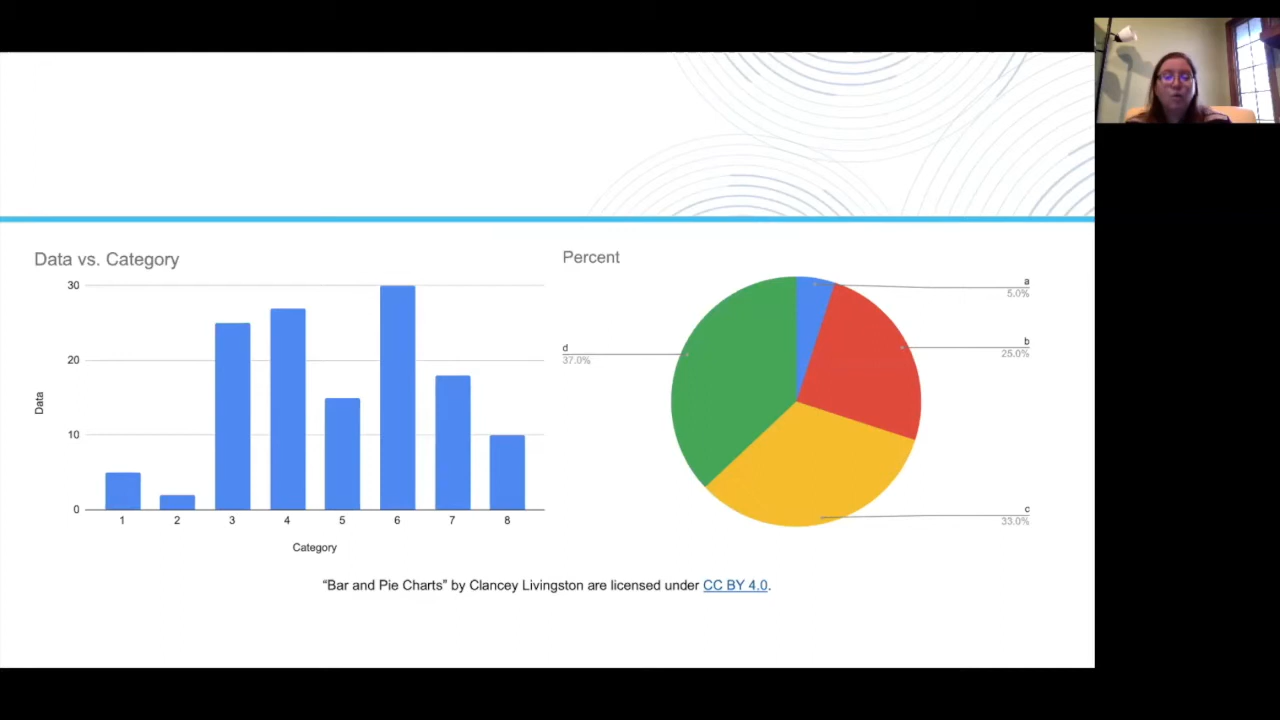 Data vs. Category
30
20
10
0
Data
1 2 3 4 5 6 7 8
Category
Percent
a
5.0%
b
25.0%
c
33.0%
d
37.0%
“Bar and Pie Charts” by Clancey Livingston are licensed under CC BY 4.0.